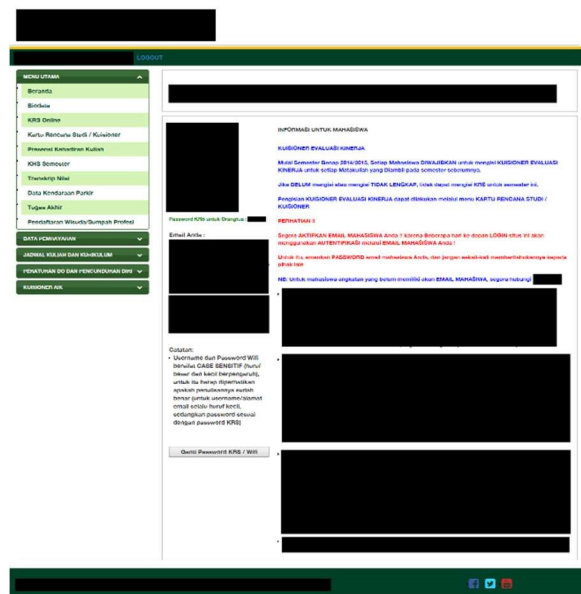 LOGOUT
MENU UTAMA
Beranda
Biodata
KRS Online
Kartu Rencana Studi / Kuisioner
Presensi Kehadiran Kuliah
KHS Semester
Transkrip Nilai
Data Kendaraan Parkir
Tugas Akhir
Pendaftaran Wisuda/Sumpah Profesi
DATA PEMBAYARAN
JADWAL KULIAH DAN KURIKULUM
PERATURAN DO DAN PENGUNDURAN DIRI
KUISIONER AIK
Password KRS untuk Orangtua :
Email Anda :
Catatan:
Username dan Password Wifi
bersifat CASE SENSITIF (huruf
besar dan kecil berpengaruh),
untuk itu harap diperhatikan
apakah penulisannya sudah
benar (untuk username/alamat
email selalu huruf kecil,
sedangkan password sesuai
dengan password KRS)
Ganti Password KRS / Wifi
INFORMASI UNTUK MAHASISWA
KUISIONER EVALUASI KINERJA
Mulai Semester Genap 2014/2015, Setiap Mahasiswa DIWAJIBKAN untuk mengisi KUISIONER EVALUASI
KINERJA untuk setiap Matakuliah yang Diambil pada semester sebelumnya.
Jika BELUM mengisi atau mengisi TIDAK LENGKAP, tidak dapat mengisi KRS untuk semester ini.
Pengisian KUISIONER EVALUASI KINERJA dapat dilakukan melalui menu KARTU RENCANA STUDI /
KUISIONER
PERHATIAN !!
Segera AKTIFKAN EMAIL MAHASISWA Anda !! karena Beberapa hari ke depan LOGIN situs ini akan
menggunakan AUTENTIFIKASI melalui EMAIL MAHASISWA Anda !
Untuk itu amankan PASSWORD email mahasiswa Anda, dan jangan sekali-kali memberitahukannya kepada
pihak lain
NB: Untuk mahasiswa angkatan yang belum memiliki akun EMAIL MAHASISWA, segera hubungi